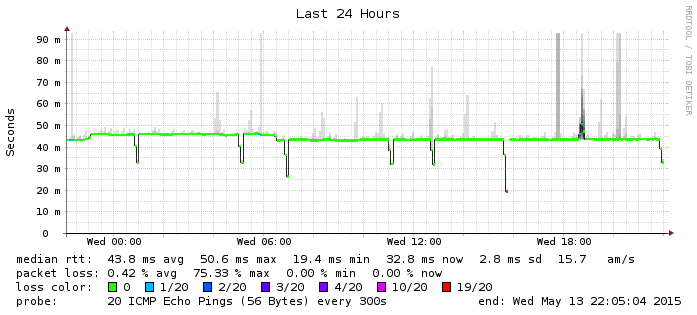 Last 24 Hours
RRDTOOL / TOBI OETIKER
Seconds
90 m
80 m
70 m
60 m
50 m
40 m
30 m
20 m
10 m
0
Wed 00:00 Wed 06:00 Wed 12:00 Wed 18:00
median rtt: 43.8 ms avg 50.6 ms max 19.4 ms min 32.8 ms now 2.8 ms sd 15.7 am/s
packet loss: 0.42 % avg 75.33 % max 0.00 % min 0.00 % now
loss color: 0 1/20 2/20 3/20 4/20 10/20 19/20
probe: 20 ICMP Echo Pings (56 Bytes) every 300s end: Wed May 13 22:05:04 2015